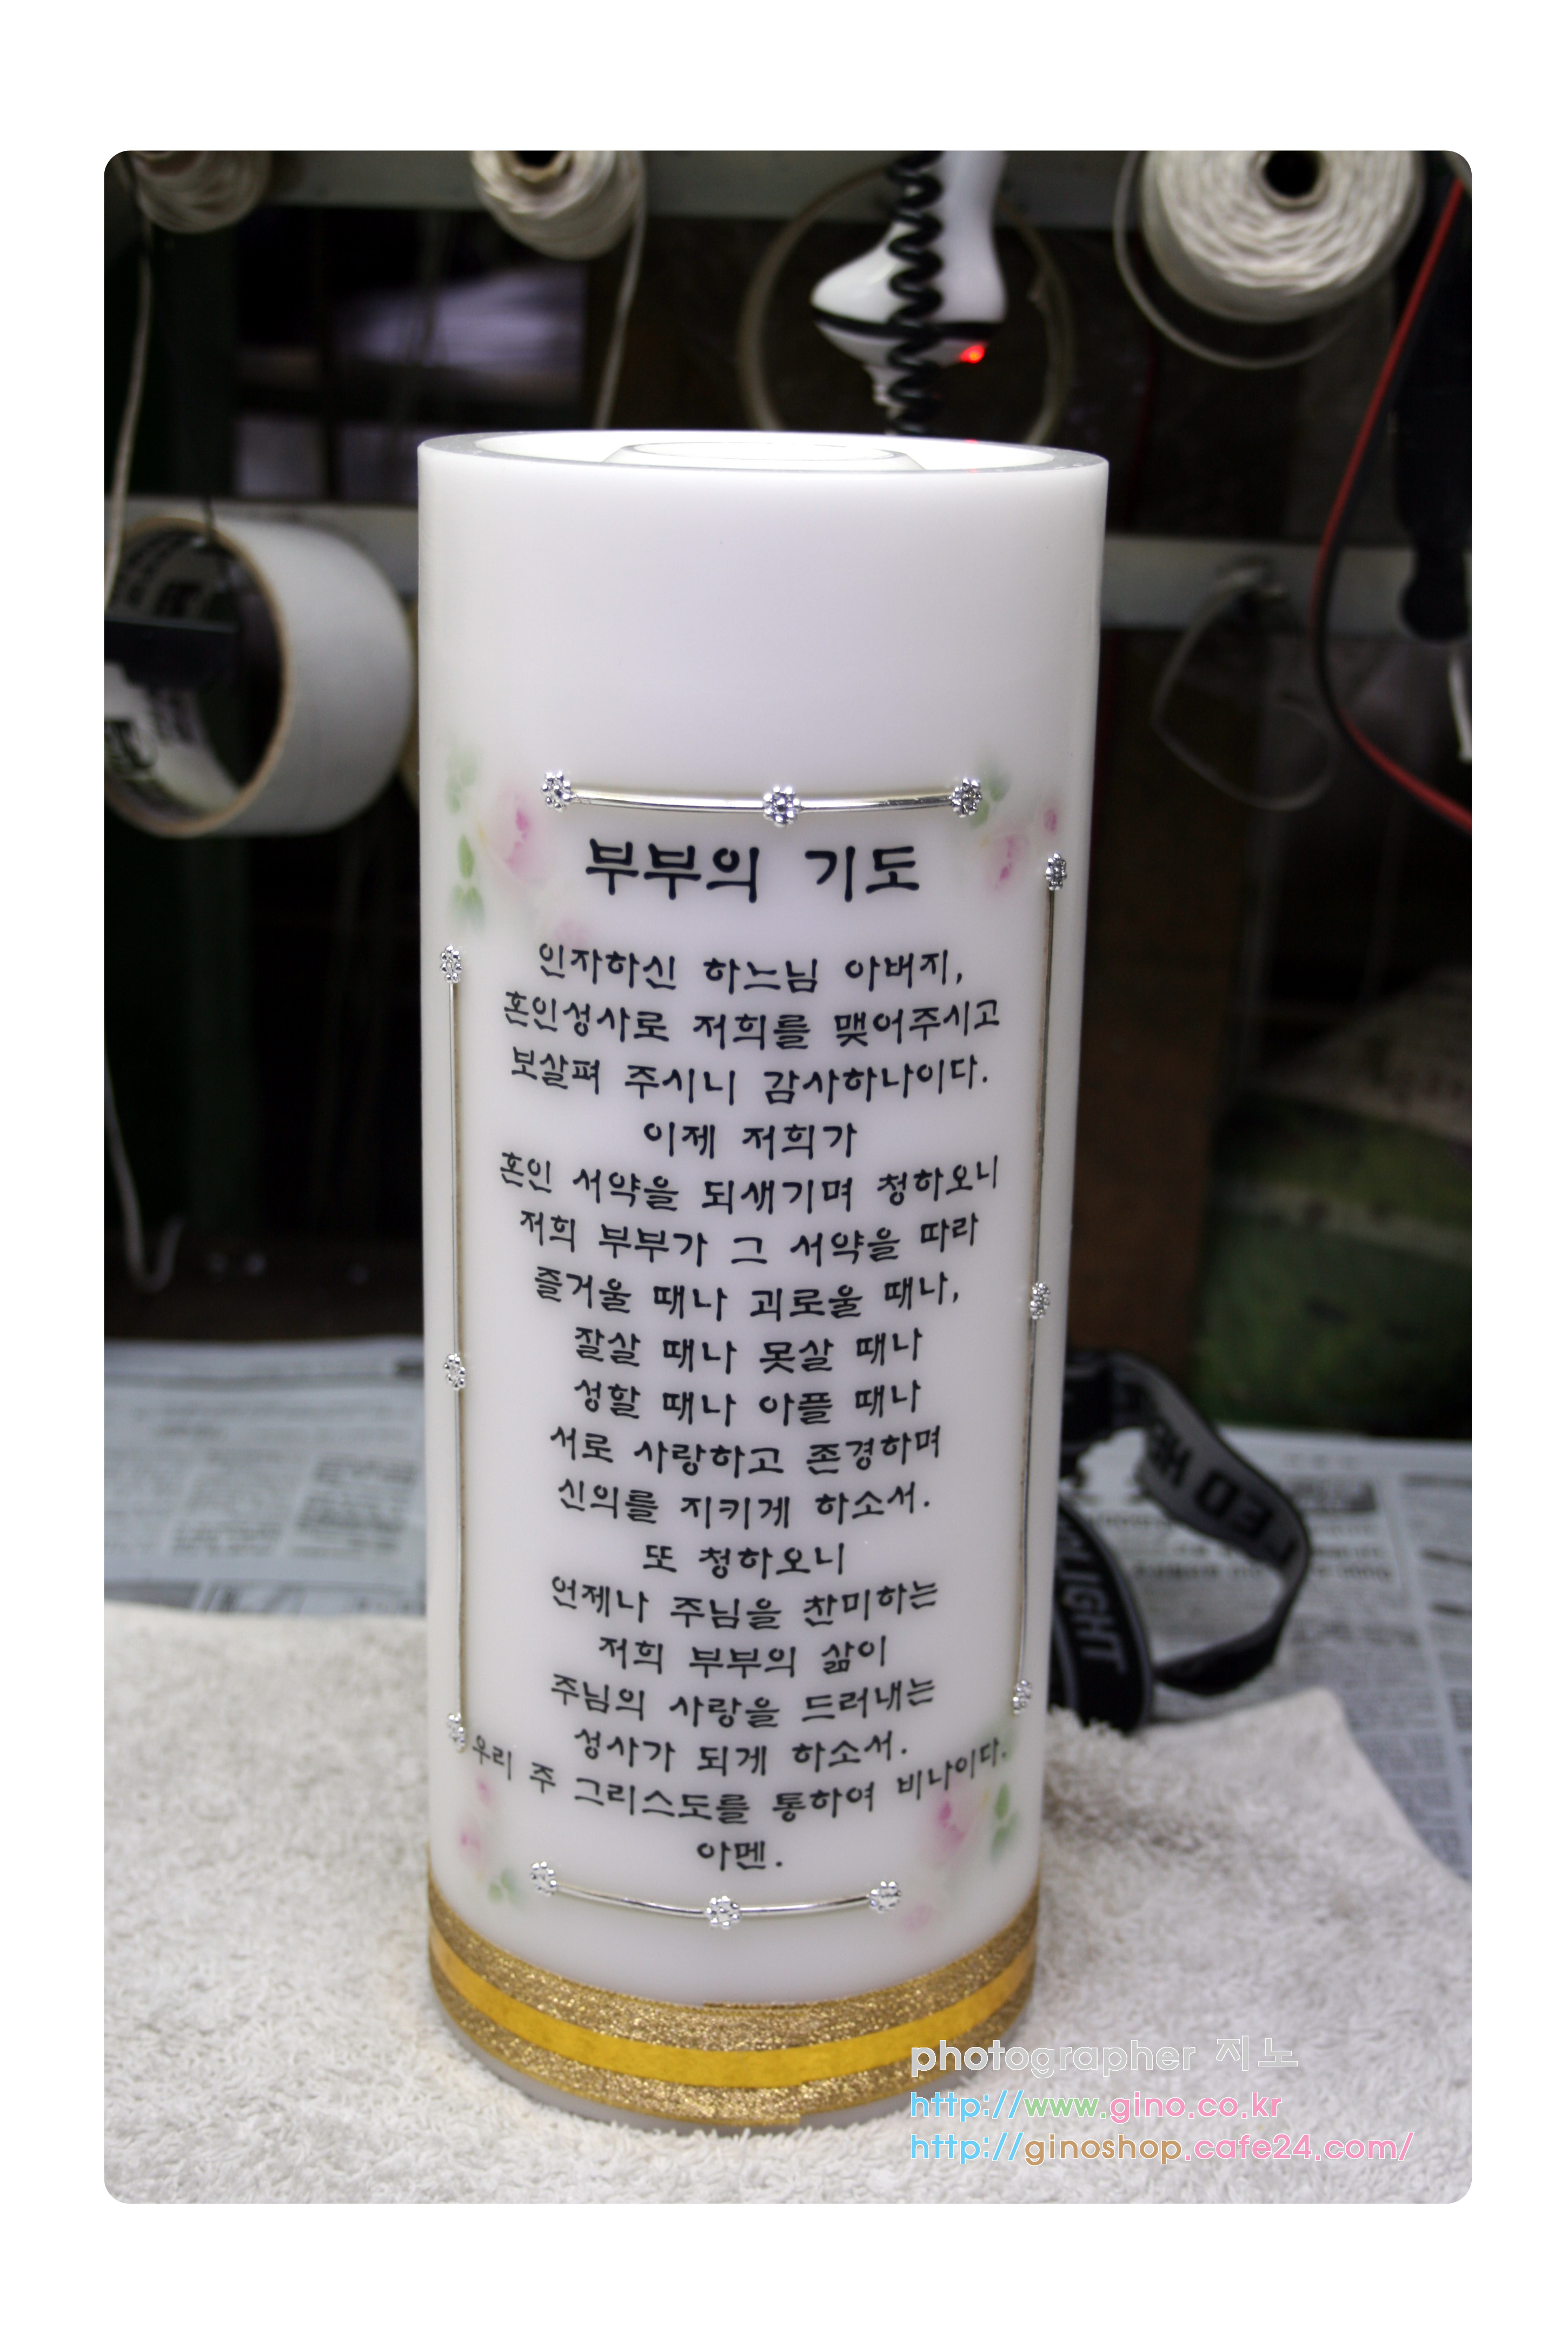 부부의 기도
인자하신 하느님 아버지,
혼인성사로 저희를 맺어주시고
보살펴 주시니 감사하나이다.
이제 저희가
혼인 서약을 되새기며 청하오니
저희 부부가 그 서약을 따라
즐거울 때나 괴로울 때나,
잘살 때나 못살 때나
성할 때나 아플 때나
서로 사랑하고 존경하며
신의를 지키게 하소서.
또 청하오니
언제나 주님을 찬미하는
저희 부부의 삶이
주님의 사랑을 드러내는
성사가 되게 하소서.
우리 주 그리스도를 통하여 비나이다.
아멘.
photographer 지노
http://www.gino.co.kr
http://ginoshop.cafe24.com/